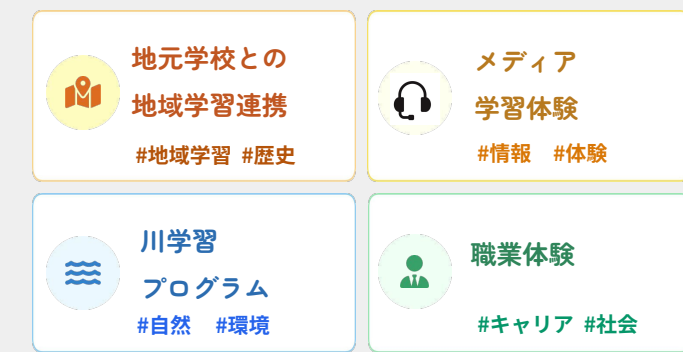 地元学校との
地域学習連携
#地域学習 #歴史
メディア
学習体験
#情報 #体験
川学習
プログラム
#自然 #環境
職業体験
#キャリア #社会